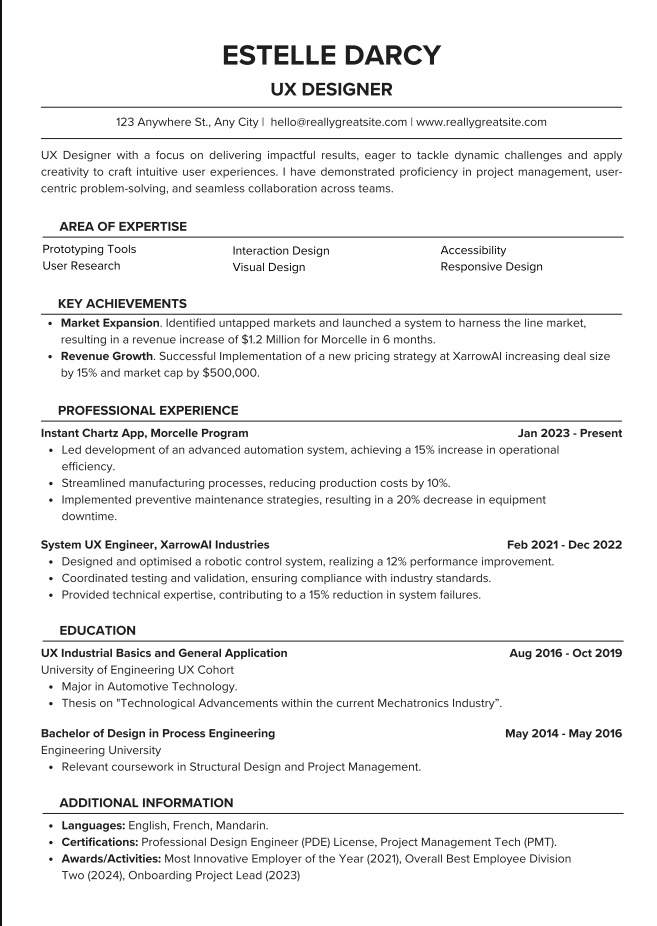 ESTELLE DARCY
UX DESIGNER
123 Anywhere St., Any City | hello@reallygreatsite.com | www.reallygreatsite.com
UX Designer with a focus on delivering impactful results, eager to tackle dynamic challenges and apply
creativity to craft intuitive user experiences. I have demonstrated proficiency in project management, user-
centric problem-solving, and seamless collaboration across teams.
AREA OF EXPERTISE
Prototyping Tools Interaction Design Accessibility
User Research Visual Design Responsive Design
KEY ACHIEVEMENTS
• Market Expansion. Identified untapped markets and launched a system to harness the line market,
resulting in a revenue increase of $1.2 Million for Morcelle in 6 months.
• Revenue Growth. Successful Implementation of a new pricing strategy at XarrowAI increasing deal size
by 15% and market cap by $500,000.
PROFESSIONAL EXPERIENCE
Instant Chartz App, Morcelle Program Jan 2023 - Present
• Led development of an advanced automation system, achieving a 15% increase in operational
efficiency.
• Streamlined manufacturing processes, reducing production costs by 10%.
• Implemented preventive maintenance strategies, resulting in a 20% decrease in equipment
downtime.
System UX Engineer, XarrowAI Industries Feb 2021 - Dec 2022
• Designed and optimised a robotic control system, realizing a 12% performance improvement.
• Coordinated testing and validation, ensuring compliance with industry standards.
• Provided technical expertise, contributing to a 15% reduction in system failures.
EDUCATION
UX Industrial Basics and General Application Aug 2016 - Oct 2019
University of Engineering UX Cohort
• Major in Automotive Technology.
• Thesis on "Technological Advancements within the current Mechatronics Industry”.
Bachelor of Design in Process Engineering May 2014 - May 2016
Engineering University
• Relevant coursework in Structural Design and Project Management.
ADDITIONAL INFORMATION
• Languages: English, French, Mandarin.
• Certifications: Professional Design Engineer (PDE) License, Project Management Tech (PMT).
• Awards/Activities: Most Innovative Employer of the Year (2021), Overall Best Employee Division
Two (2024), Onboarding Project Lead (2023)